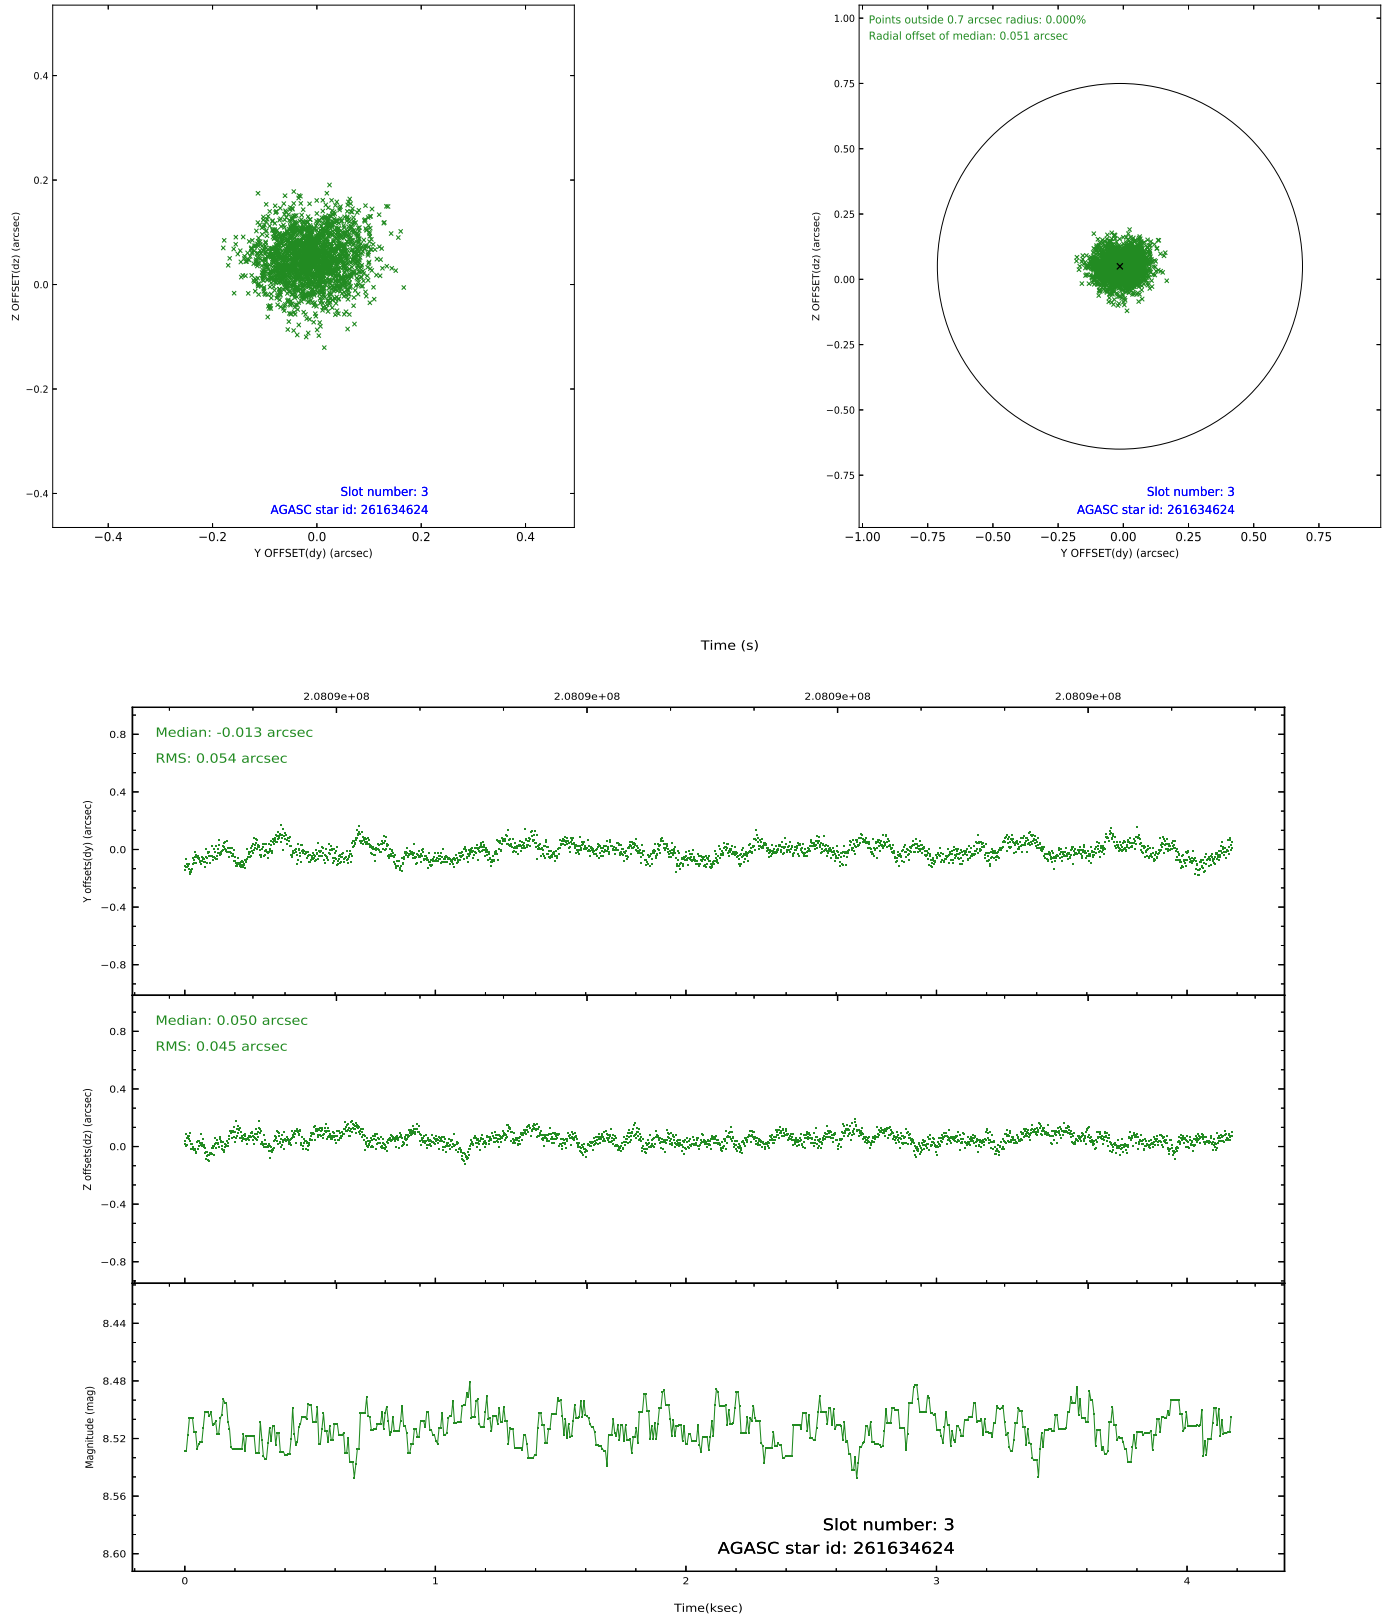 0.4
0.2
0.0
−0.2
−0.4
Z OFFSET(dz) (arcsec)
Slot number: 3
AGASC star id: 261634624
−0.4
−0.2
0.0
0.2
0.4
Y OFFSET(dy) (arcsec)
Points outside 0.7 arcsec radius: 0.000%
Radial offset of median: 0.051 arcsec
1.00
0.75
0.50
0.25
0.00
−0.25
−0.50
−0.75
Z OFFSET(dz) (arcsec)
Slot number: 3
AGASC star id: 261634624
−1.00
−0.75
−0.50
−0.25
0.00
0.25
0.50
0.75
Y OFFSET(dy) (arcsec)
Time (s)
2.0809e+08
2.0809e+08
2.0809e+08
2.0809e+08
Median: -0.013 arcsec
RMS: 0.054 arcsec
0.8
0.4
0.0
−0.4
−0.8
Y offsets(dy) (arcsec)
Median: 0.050 arcsec
RMS: 0.045 arcsec
0.8
0.4
0.0
−0.4
−0.8
Z offsets(dz) (arcsec)
8.44
8.48
8.52
8.56
8.60
Magnitude (mag)
Slot number: 3
AGASC star id: 261634624
0
1
2
3
4
Time(ksec)